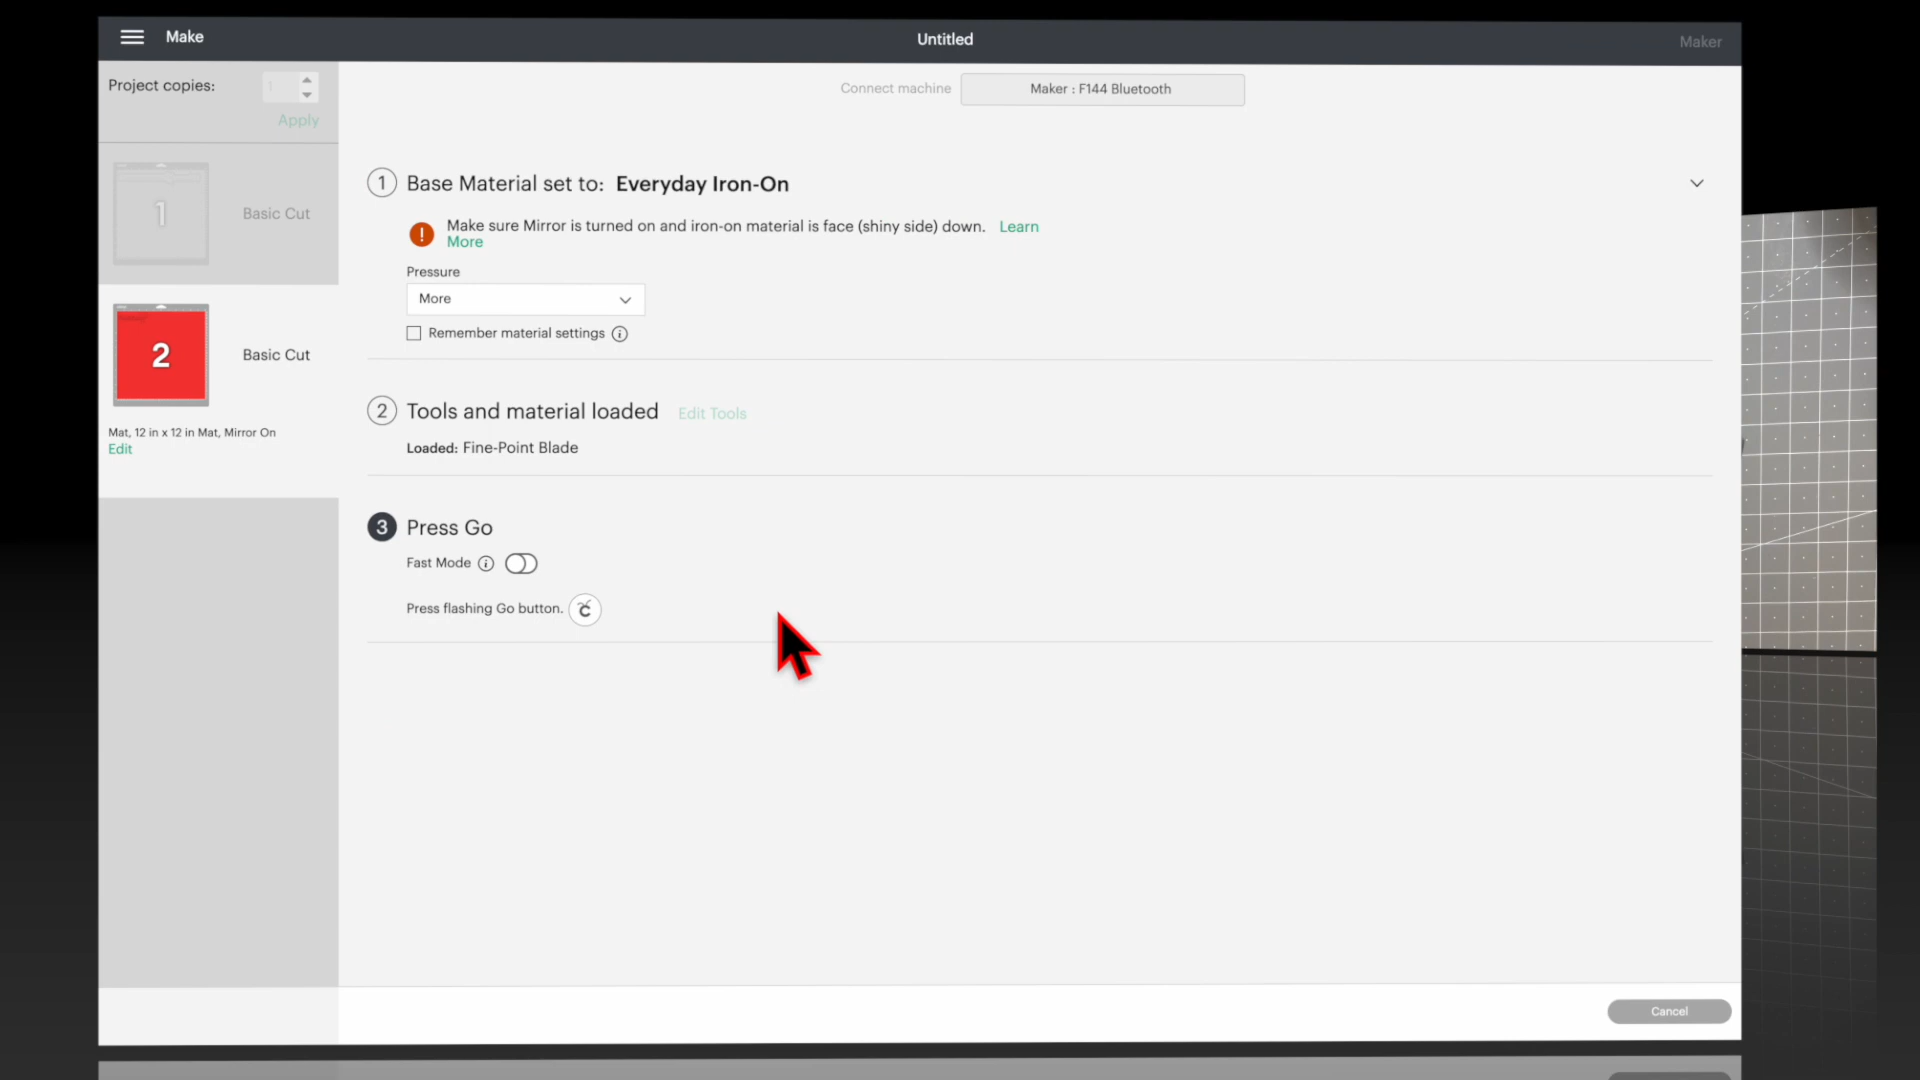 Make
Untitled
Maker
Project copies:
1
Apply
Connect machine
Maker : F144 Bluetooth
1
Basic Cut
2
Basic Cut
Mat, 12 in x 12 in Mat, Mirror On
Edit
1 Base Material set to: Everyday Iron-On
! Make sure Mirror is turned on and iron-on material is face (shiny side) down. Learn
More
Pressure
More
Remember material settings i
2 Tools and material loaded Edit Tools
Loaded: Fine-Point Blade
3 Press Go
Fast Mode i
Press flashing Go button. C
Cancel